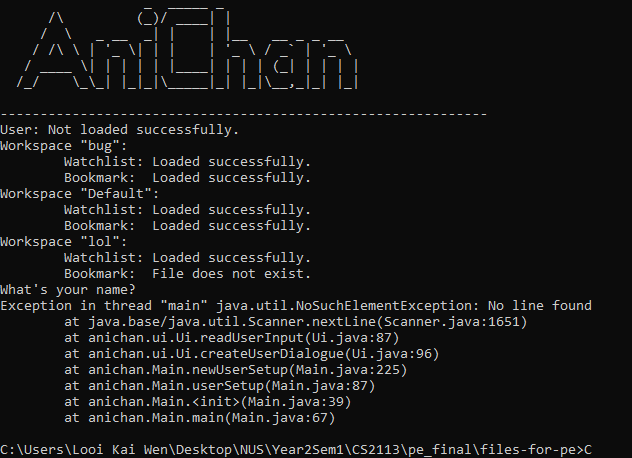 AniChan
------------------------------------------------------------
User: Not loaded successfully.
Workspace "bug":
Watchlist: Loaded successfully.
Bookmark:  Loaded successfully.
Workspace "Default":
Watchlist: Loaded successfully.
Bookmark:  Loaded successfully.
Workspace "lol":
Watchlist: Loaded successfully.
Bookmark:  File does not exist.
What's your name?
Exception in thread "main" java.util.NoSuchElementException: No line found
at java.base/java.util.Scanner.nextLine(Scanner.java:1651)
at anichan.ui.Ui.readUserInput(Ui.java:87)
at anichan.ui.Ui.createUserDialogue(Ui.java:96)
at anichan.Main.newUserSetup(Main.java:225)
at anichan.Main.userSetup(Main.java:87)
at anichan.Main.<init>(Main.java:39)
at anichan.Main.main(Main.java:67)
C:\Users\Looi Kai Wen\Desktop\NUS\Year2Sem1\CS2113\pe_final\files-for-pe>C